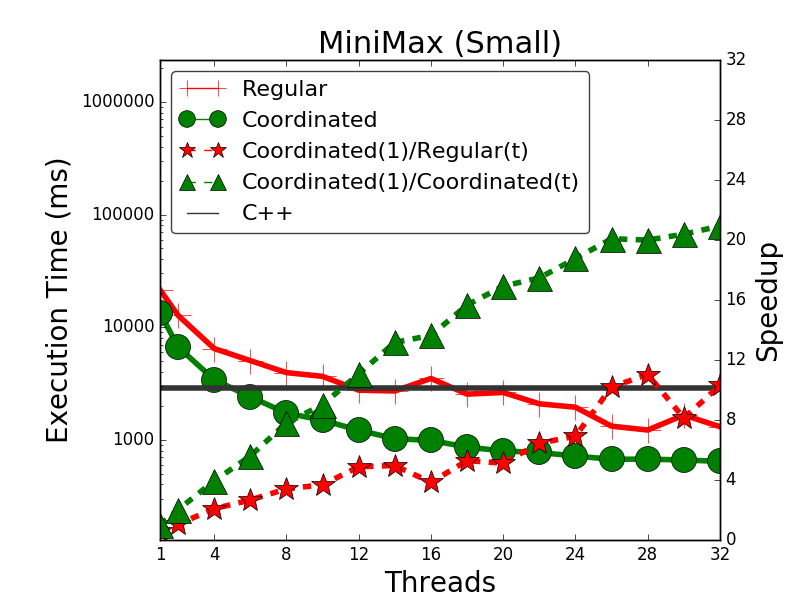 MiniMax (Small)
Regular
Coordinated
Coordinated(1)/Regular(t)
Coordinated(1)/Coordinated(t)
C++
Execution Time (ms)
1000000
100000
10000
1000
Speedup
32
28
24
20
16
12
8
4
0
1 4 8 12 16 20 24 28 32
Threads